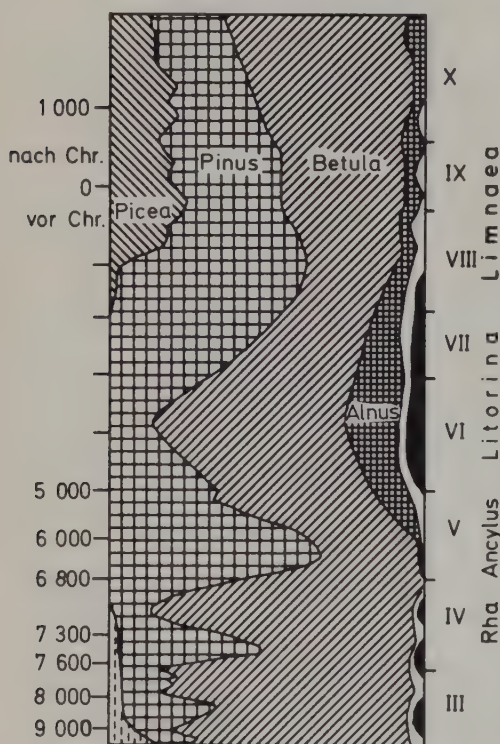 1 000
nach Chr.
0
vor Chr.
Picea
Pinus
Betula
Alnus
5 000
6 000
6 800
7 300
7 600
8 000
9 000
X
IX
VIII
VII
VI
V
IV
III
Rha Ancylus Litorina Limnaea